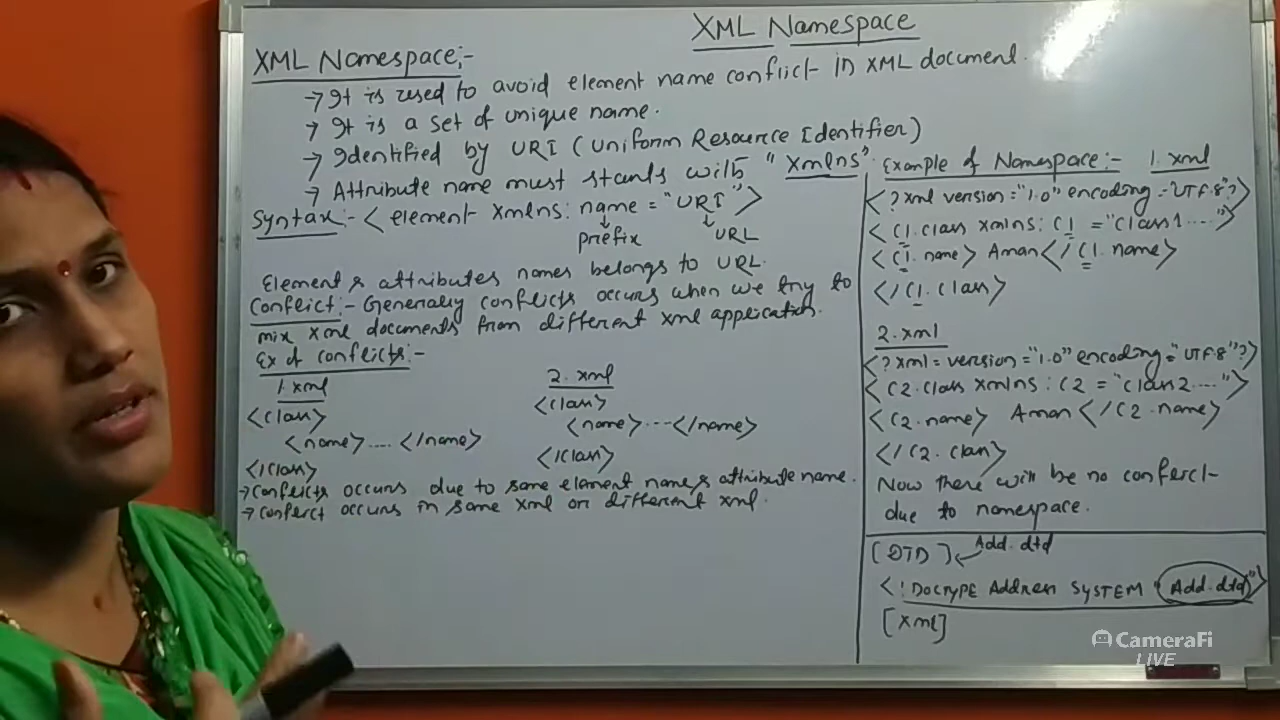 XML Namespace
XML Namespace:-
→ It is used to avoid element name conflict in XML document.
→ It is a set of unique name.
→ Identified by URI (Uniform Resource Identifier)
→ Attribute name must starts with "xmlns".
Syntax:- < element xmlns: name = "URI">
prefix URL
Element & attributes names belongs to URL.
Conflict:- Generally conflicts occurs when we try to
mix xml documents from different xml application.
Ex of conflicts:-
1. xml
<class>
<name>.... </name>
</class>
2. xml
<class>
<name>...</name>
</class>
→ conflicts occurs due to same element name & attribute name.
→ conflict occurs in same xml or different xml.
Example of Namespace:- 1. xml
<?xml version="1.0" encoding="UTF-8"?>
<C1.class xmlns: C1 = "Class1....">
<C1.name> Aman</C1.name>
</C1.class>
2. xml
<?xml=version="1.0" encoding="UTF-8"?>
<C2.class xmlns: C2 = "class2....">
<C2.name> Aman </C2.name>
</C2.class>
Now there will be no conflict
due to namespace.
[DTD] ← Add.dtd
<!DOCTYPE Address SYSTEM "Add.dtd">
[xml]
CameraFi
LIVE